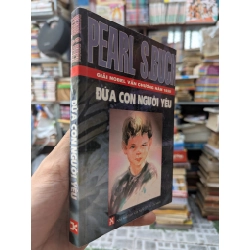 PEARL S.BUCK
GIẢI NOBEL VĂN CHƯƠNG NĂM 1938
ĐỨA CON NGƯỜI YÊU
ĐỨA CON NGƯỜI YÊU